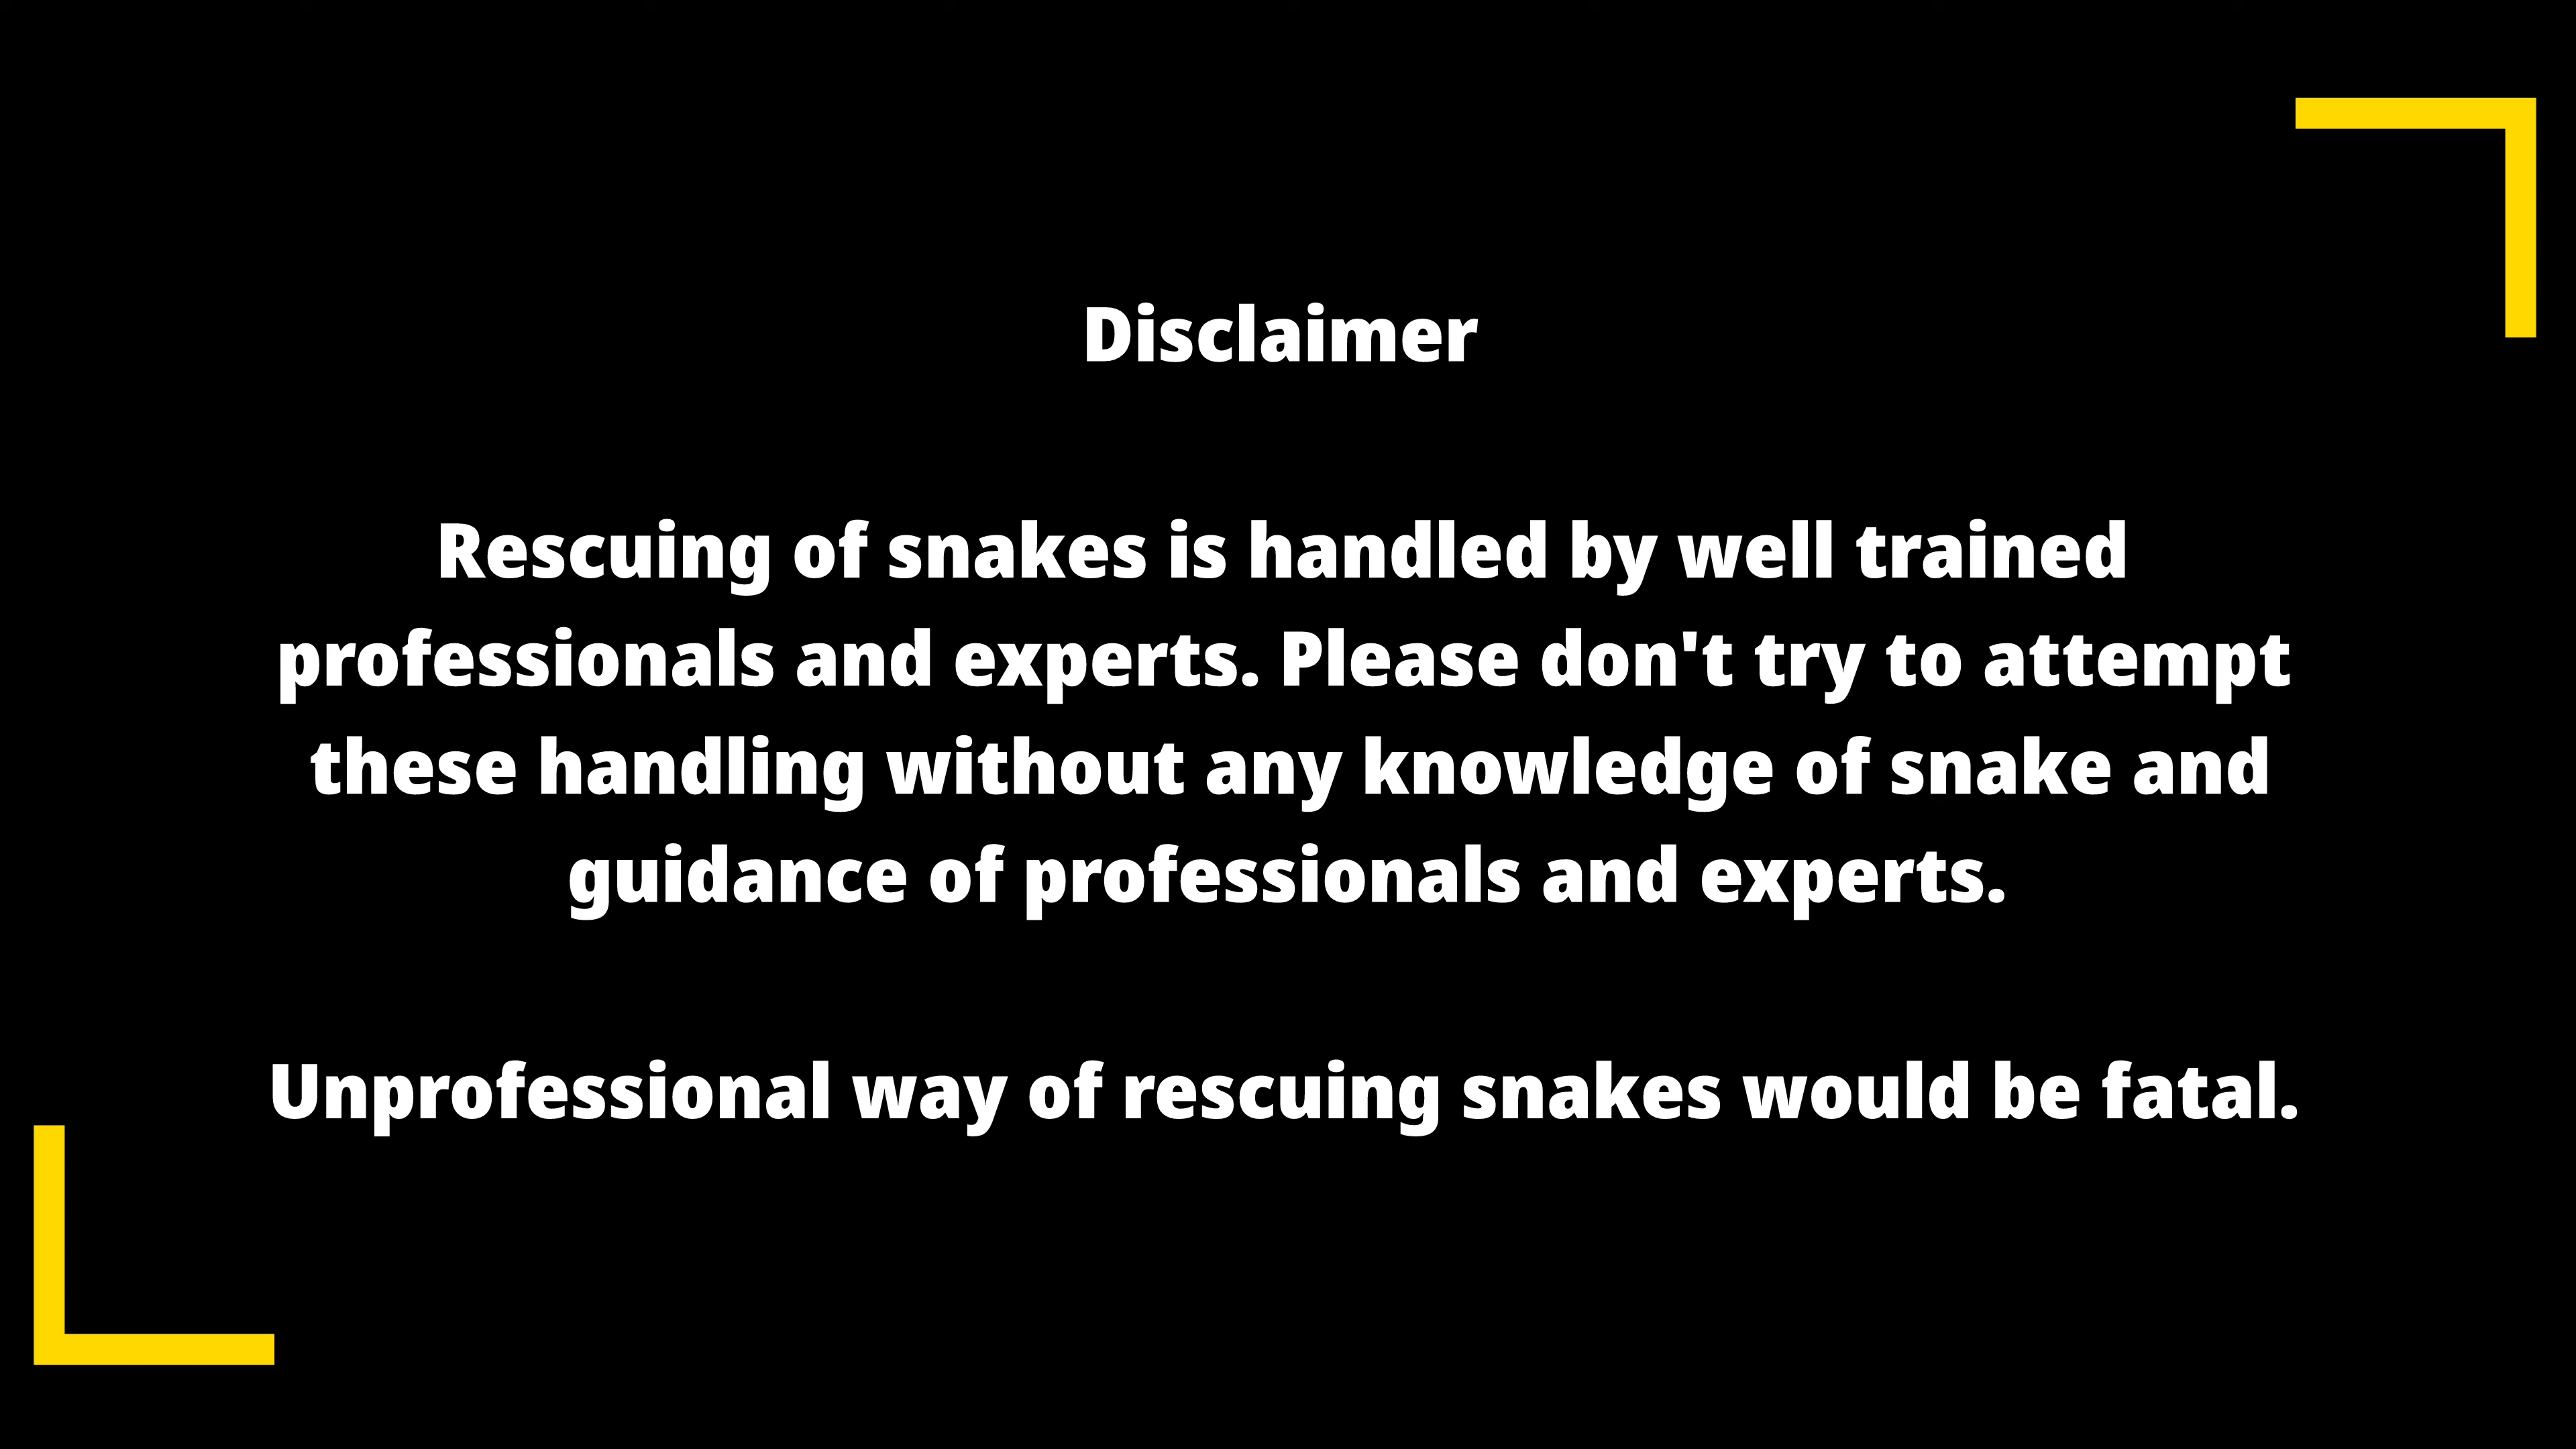 Disclaimer
Rescuing of snakes is handled by well trained
professionals and experts. Please don't try to attempt
these handling without any knowledge of snake and
guidance of professionals and experts.
Unprofessional way of rescuing snakes would be fatal.